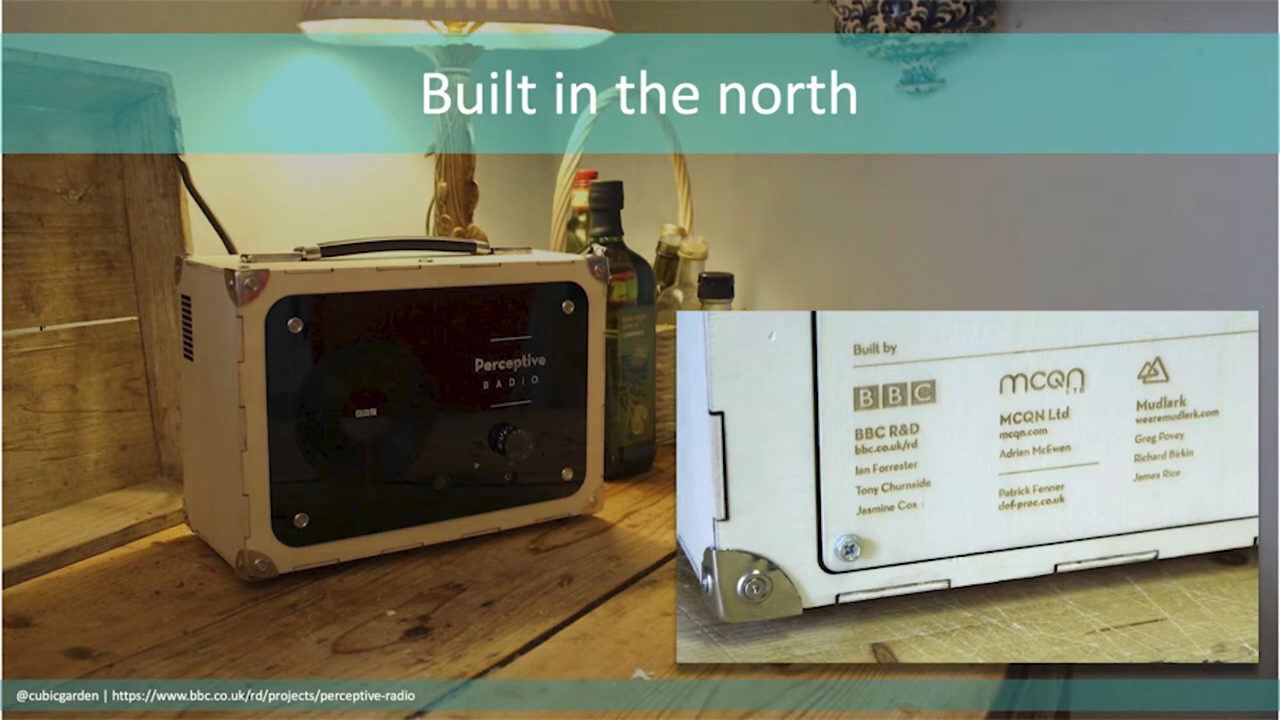 Built in the north
Perceptive
RADIO
BBC
Built by
BBC
BBC R&D
bbc.co.uk/rd
Ian Forrester
Tony Churnside
Jasmine Cox
mcqn
LTD
MCQN Ltd
mcqn.com
Adrian McEwen
Patrick Fenner
def-proc.co.uk
Mudlark
wearemudlark.com
Greg Povey
Richard Birkin
James Rice
@cubicgarden | https://www.bbc.co.uk/rd/projects/perceptive-radio